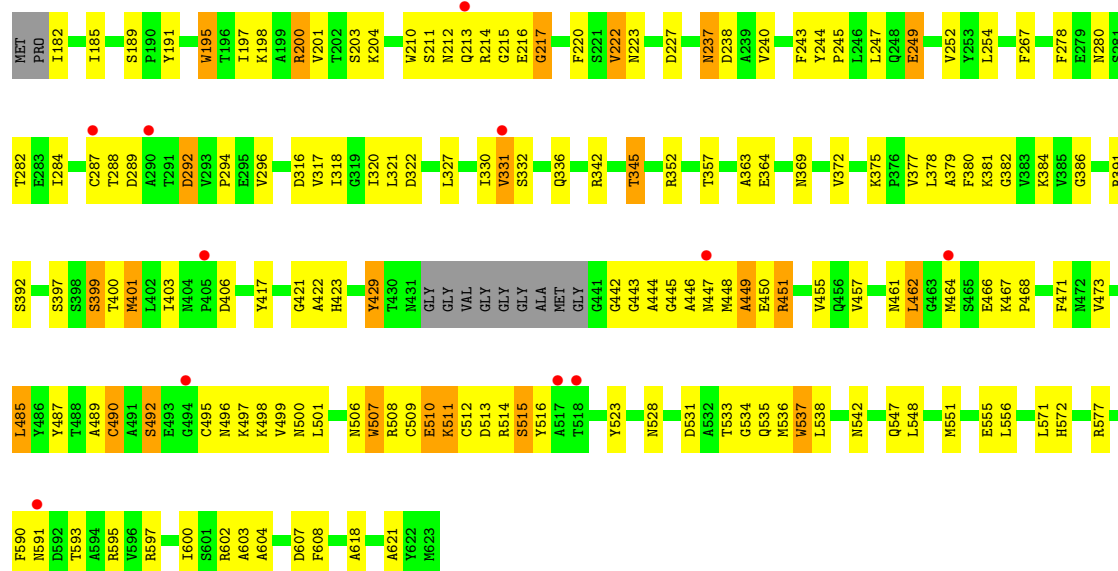 MET PRO I182 I185 S189 P190 Y191 W195 T196 I197 K198 A199 R200 V201 T202 S203 K204 W210 S211 N212 Q213 R214 G215 E216 G217 F220 S221 V222 N223 D227 N237 D238 A239 V240 F243 Y244 P245 L246 L247 Q248 E249 V252 Y253 L254 F267 F278 E279 N280 S281
T282 E283 I284 C287 T288 D289 A290 T291 D292 V293 P294 E295 V296 D316 V317 I318 G319 I320 L321 D322 L327 I330 V331 S332 Q336 R342 T345 R352 T357 A363 E364 N369 V372 K375 P376 V377 L378 A379 F380 K381 G382 V383 K384 V385 G386
S392 S397 S398 S399 T400 M401 L402 I403 N404 P405 D406 Y417 G421 A422 H423 Y429 T430 N431 GLY GLY VAL GLY GLY GLY ALA MET GLY G441 G442 G443 A444 G445 A446 N447 M448 A449 E450 R451 V455 Q456 V457 N461 L462 G463 M464 S465 E466 K467 P468 F471 N472 V473
L485 Y486 Y487 T488 A489 C490 A491 S492 E493 G494 C495 N496 K497 K498 V499 N500 L501 N506 W507 R508 C509 E510 K511 C512 D513 R514 S515 Y516 A517 T518 Y523 N528 D531 A532 T533 G534 Q535 M536 W537 L538 N542 Q547 L548 M551 E555 L556 L571 H572 R577
F590 N591 D592 T593 A594 R595 V596 R597 I600 S601 R602 A603 A604 D607 F608 A618 A621 Y622 M623